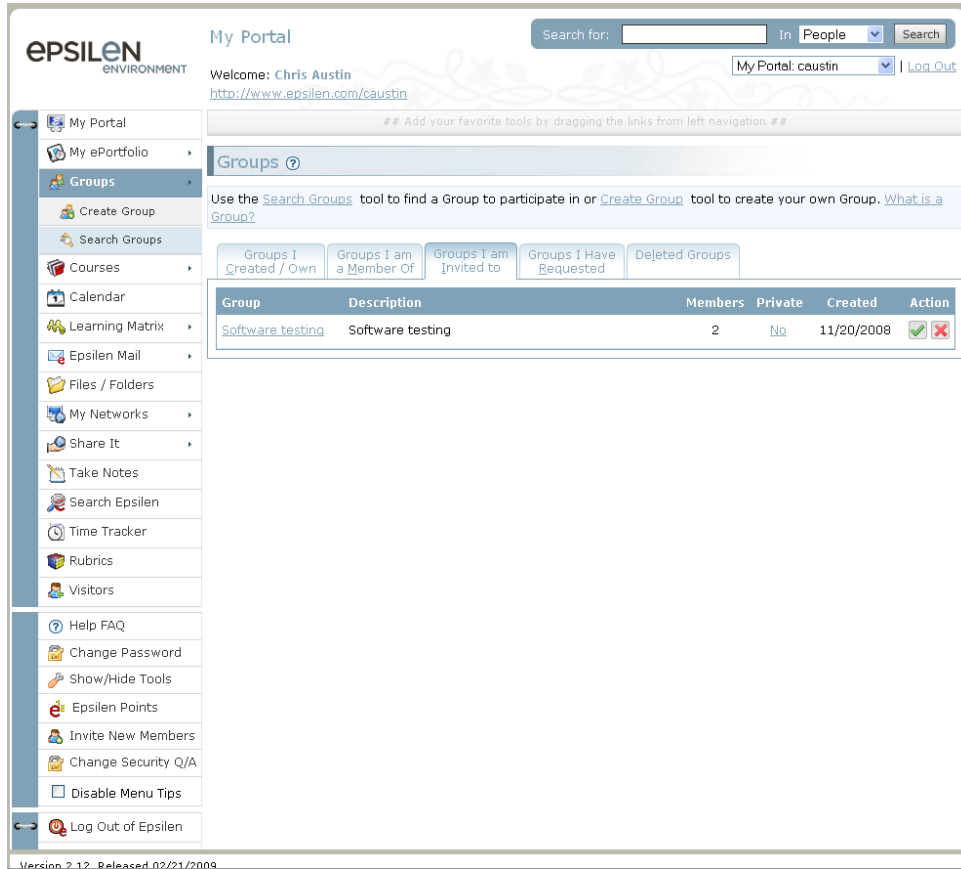 EPSILEN
ENVIRONMENT
My Portal
Search for:
In People
Search
Welcome: Chris Austin
My Portal: caustin | Log Out
http://www.epsilen.com/caustin
## Add your favorite tools by dragging the links from left navigation ##
My Portal
My ePortfolio
Groups
Create Group
Search Groups
Courses
Calendar
Learning Matrix
Epsilen Mail
Files / Folders
My Networks
Share It
Take Notes
Search Epsilen
Time Tracker
Rubrics
Visitors
Help FAQ
Change Password
Show/Hide Tools
Epsilen Points
Invite New Members
Change Security Q/A
Disable Menu Tips
Log Out of Epsilen
Groups ?
Use the Search Groups tool to find a Group to participate in or Create Group tool to create your own Group. What is a
Group?
Groups I
Created / Own
Groups I am
a Member Of
Groups I am
Invited to
Groups I Have
Requested
Deleted Groups
Group Description Members Private Created Action
Software testing Software testing 2 No 11/20/2008
Version 2.12 Released 02/21/2009